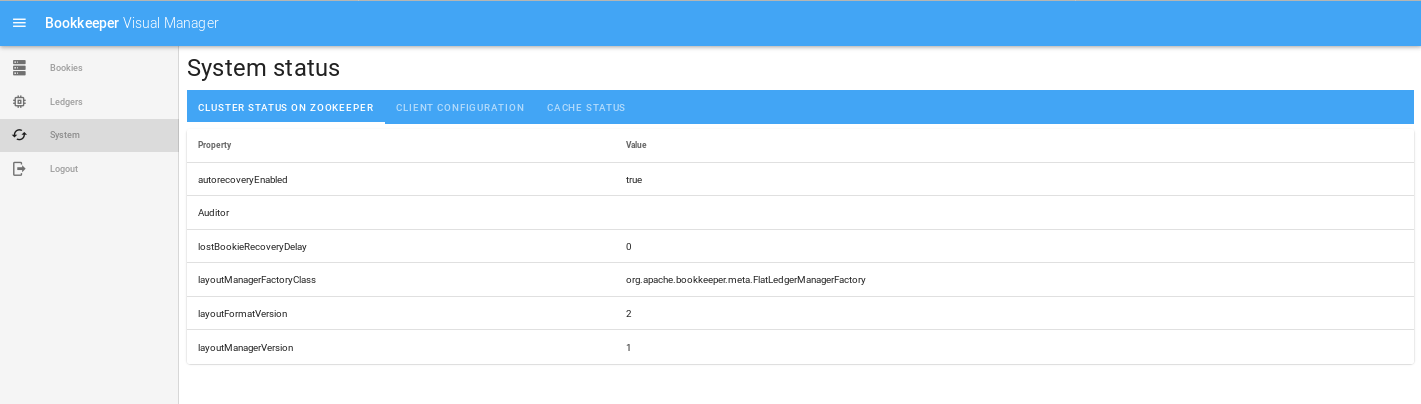 Bookkeeper Visual Manager
Bookies
Ledgers
System
Logout
System status
CLUSTER STATUS ON ZOOKEEPER CLIENT CONFIGURATION CACHE STATUS
Property Value
autorecoveryEnabled true
Auditor
lostBookieRecoveryDelay 0
layoutManagerFactoryClass org.apache.bookkeeper.meta.FlatLedgerManagerFactory
layoutFormatVersion 2
layoutManagerVersion 1